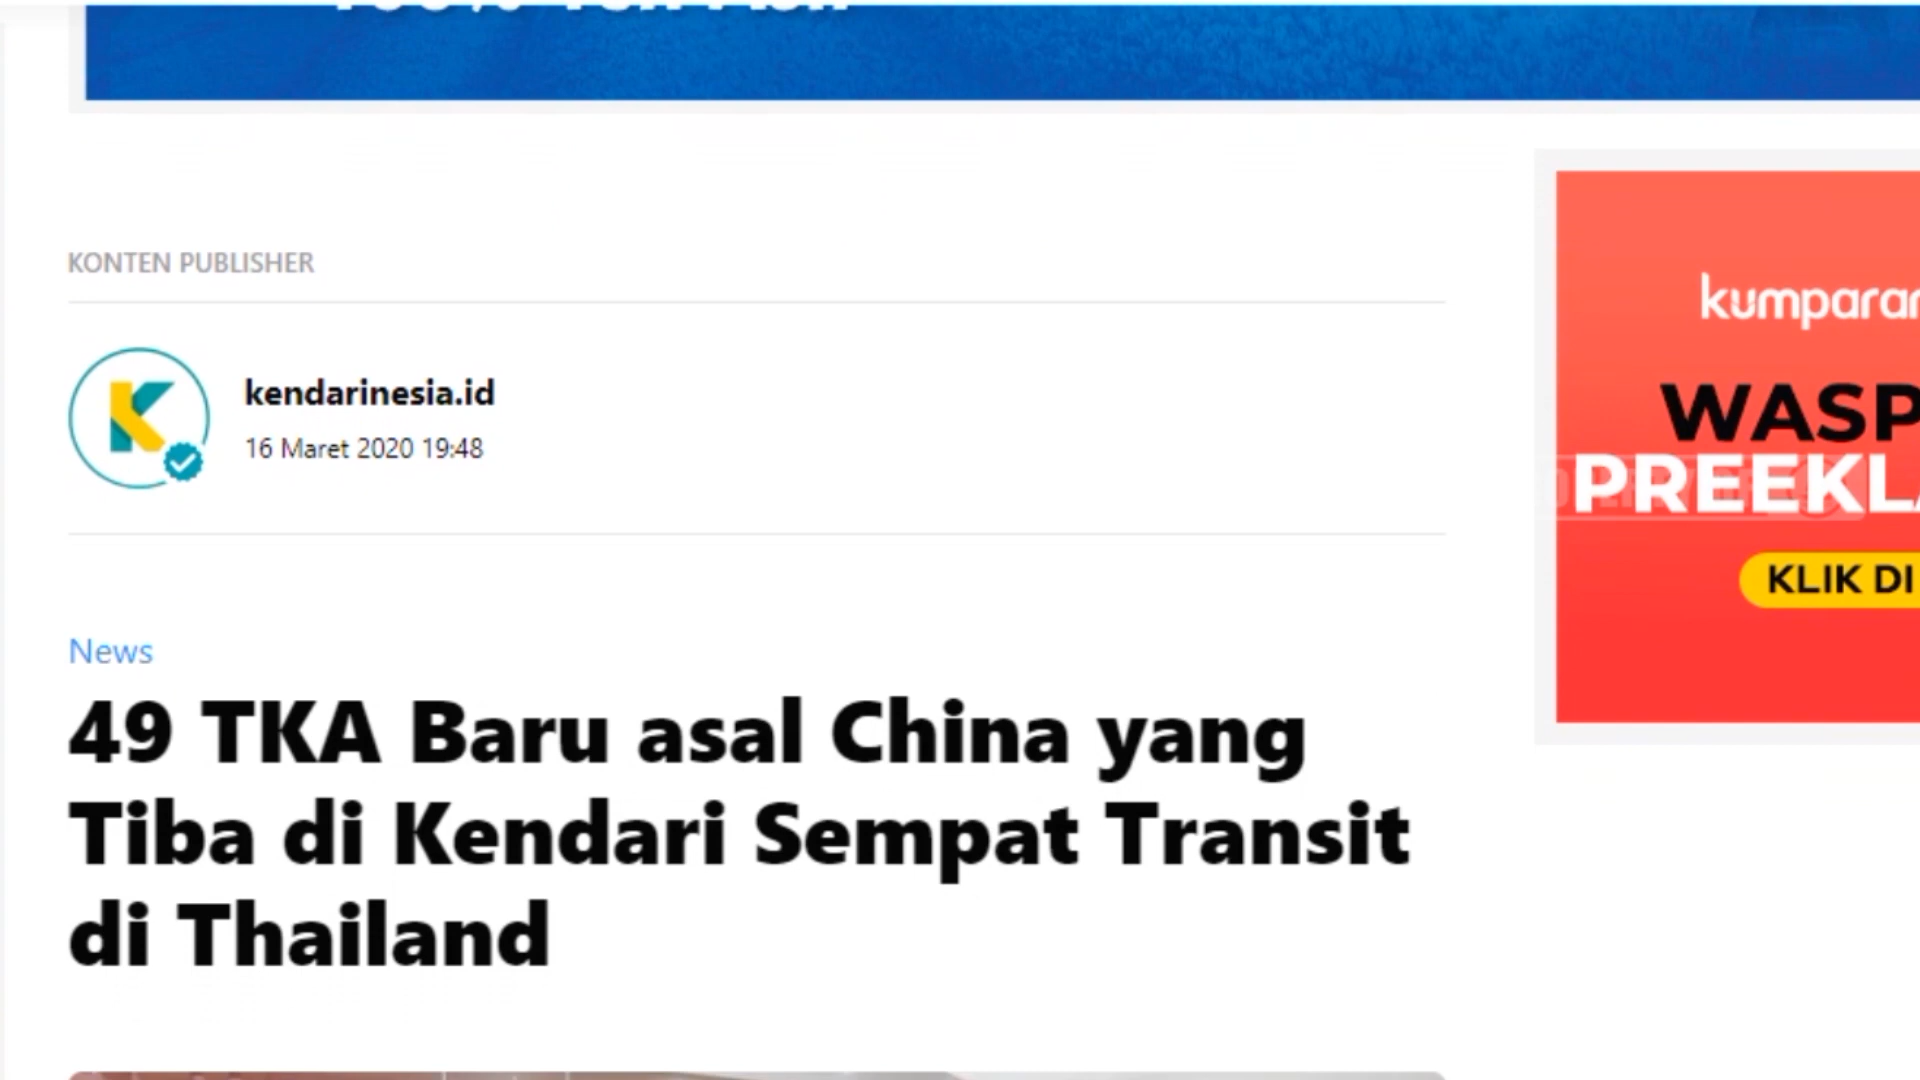 KONTEN PUBLISHER
kendarinesia.id
16 Maret 2020 19:48
News
49 TKA Baru asal China yang
Tiba di Kendari Sempat Transit
di Thailand
kumparan
WASP
PREEKL
KLIK DI